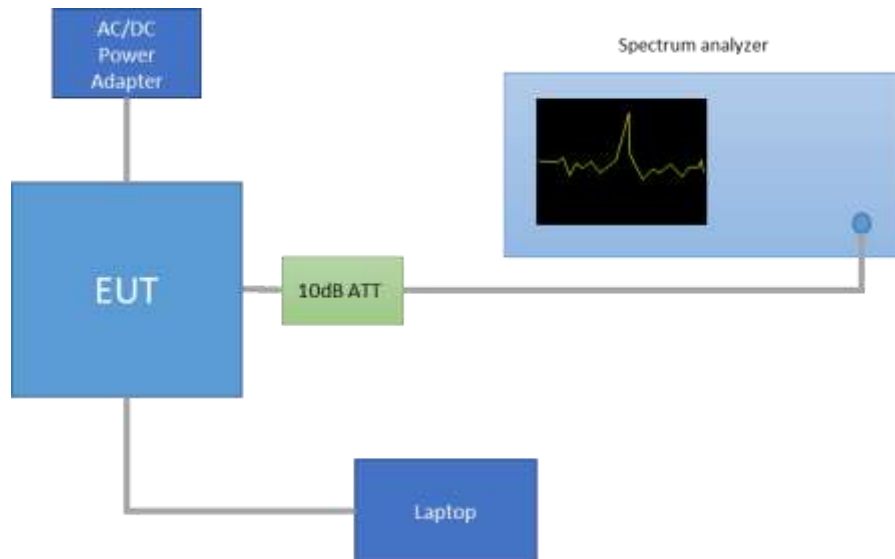 AC/DC
Power
Adapter
Spectrum analyzer
EUT
10dB ATT
Laptop